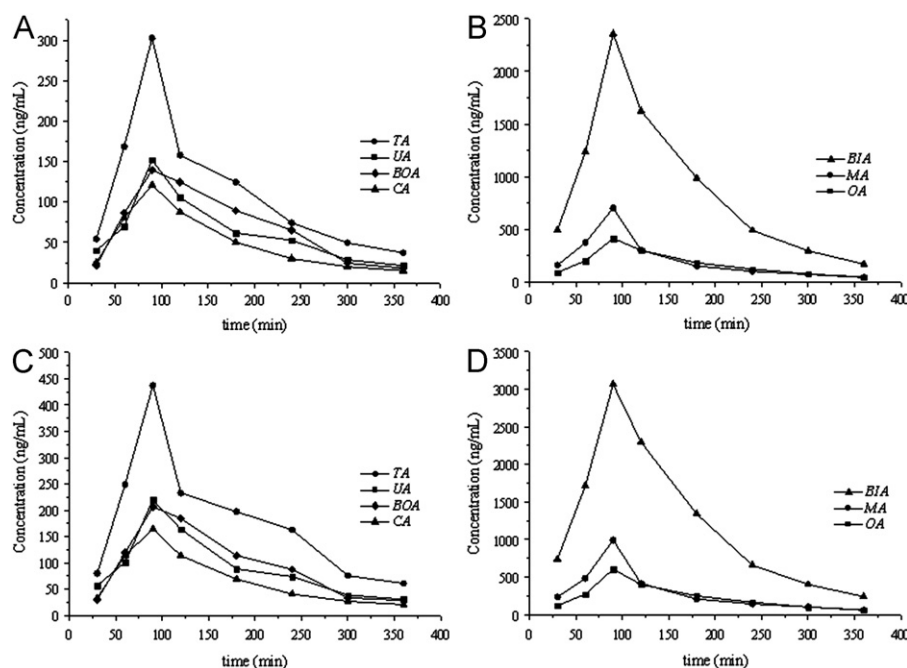 A
Concentration (ng/mL)
300
250
200
150
100
50
0
TA
UA
BOA
CA
0 50 100 150 200 250 300 350 400
time (min)
B
Concentration (ng/mL)
2500
2000
1500
1000
500
0
BIA
MA
OA
0 50 100 150 200 250 300 350 400
time (min)
C
Concentration (ng/mL)
500
450
400
350
300
250
200
150
100
50
0
TA
UA
BOA
CA
0 50 100 150 200 250 300 350 400
time (min)
D
Concentration (ng/mL)
3500
3000
2500
2000
1500
1000
500
0
BIA
MA
OA
0 50 100 150 200 250 300 350 400
time (min)